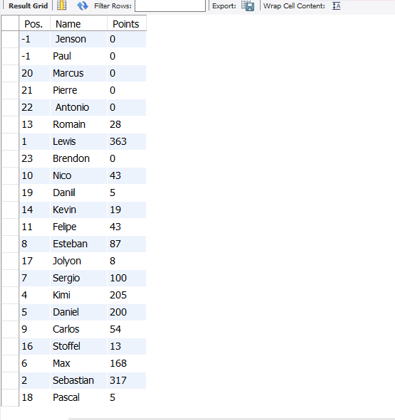 Result Grid Filter Rows: Export: Wrap Cell Content:
Pos. Name Points
-1 Jenson 0
-1 Paul 0
20 Marcus 0
21 Pierre 0
22 Antonio 0
13 Romain 28
1 Lewis 363
23 Brendon 0
10 Nico 43
19 Daniil 5
14 Kevin 19
11 Felipe 43
8 Esteban 87
17 Jolyon 8
7 Sergio 100
4 Kimi 205
5 Daniel 200
9 Carlos 54
16 Stoffel 13
6 Max 168
2 Sebastian 317
18 Pascal 5